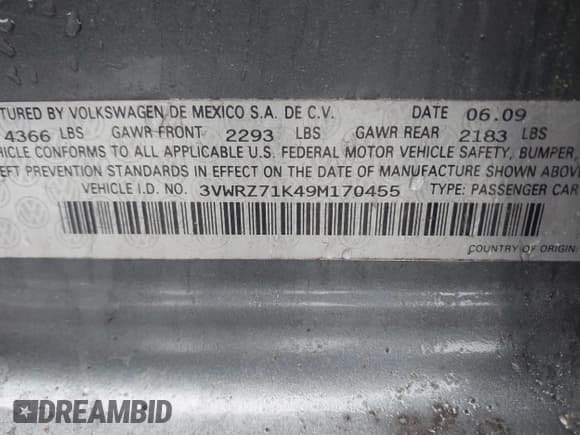 TURED BY VOLKSWAGEN DE MEXICO S.A. DE C.V. DATE 06.09
4366 LBS GAWR FRONT 2293 LBS GAWR REAR 2183 LBS
HICLE CONFORMS TO ALL APPLICABLE U.S. FEDERAL MOTOR VEHICLE SAFETY, BUMPER,
EFT PREVENTION STANDARDS IN EFFECT ON THE DATE OF MANUFACTURE SHOWN ABOVE
VEHICLE I.D. NO. 3VWRZ71K49M170455 TYPE: PASSENGER CAR
COUNTRY OF ORIGIN:
DREAMBID